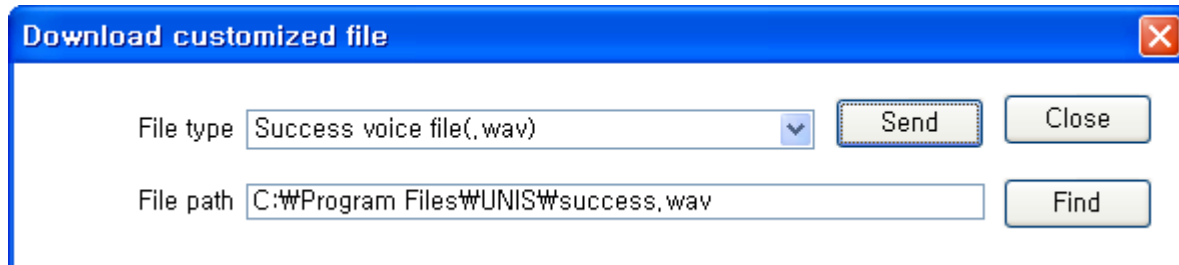 Download customized file
File type Success voice file(.wav) Send Close
File path C:₩Program Files₩UNIS₩success.wav Find